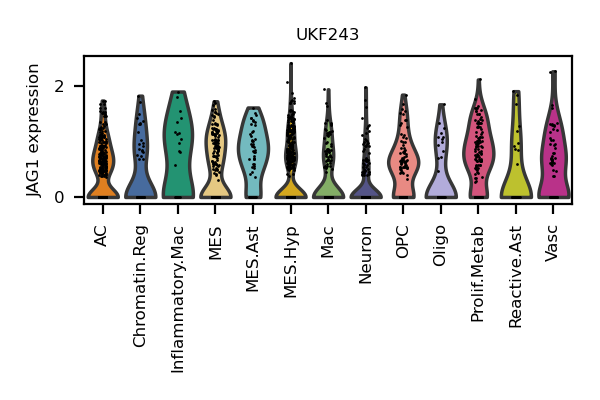 UKF243
JAG1 expression
2
0
AC
Chromatin.Reg
Inflammatory.Mac
MES
MES.Ast
MES.Hyp
Mac
Neuron
OPC
Oligo
Prolif.Metab
Reactive.Ast
Vasc